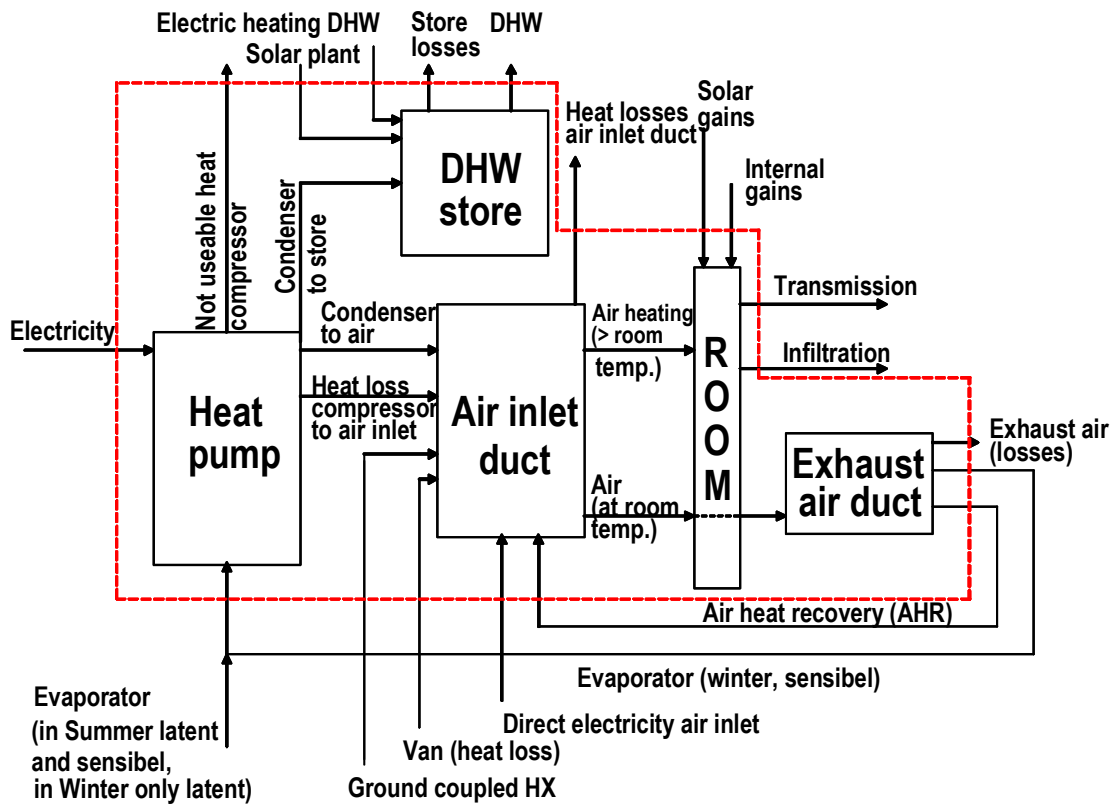 Electric heating DHW
Solar plant
Store
losses
DHW
Heat losses
air inlet duct
Solar
gains
Internal
gains
DHW
store
Not useable heat
compressor
Condenser
to store
Electricity
Condenser
to air
Heat loss
compressor
to air inlet
Heat
pump
Air inlet
duct
Air heating
(> room
temp.)
Air
(at room
temp.)
ROOM
Transmission
Infiltration
Exhaust
air duct
Exhaust air
(losses)
Air heat recovery (AHR)
Evaporator (winter, sensibel)
Evaporator
(in Summer latent
and sensibel,
in Winter only latent)
Direct electricity air inlet
Van (heat loss)
Ground coupled HX